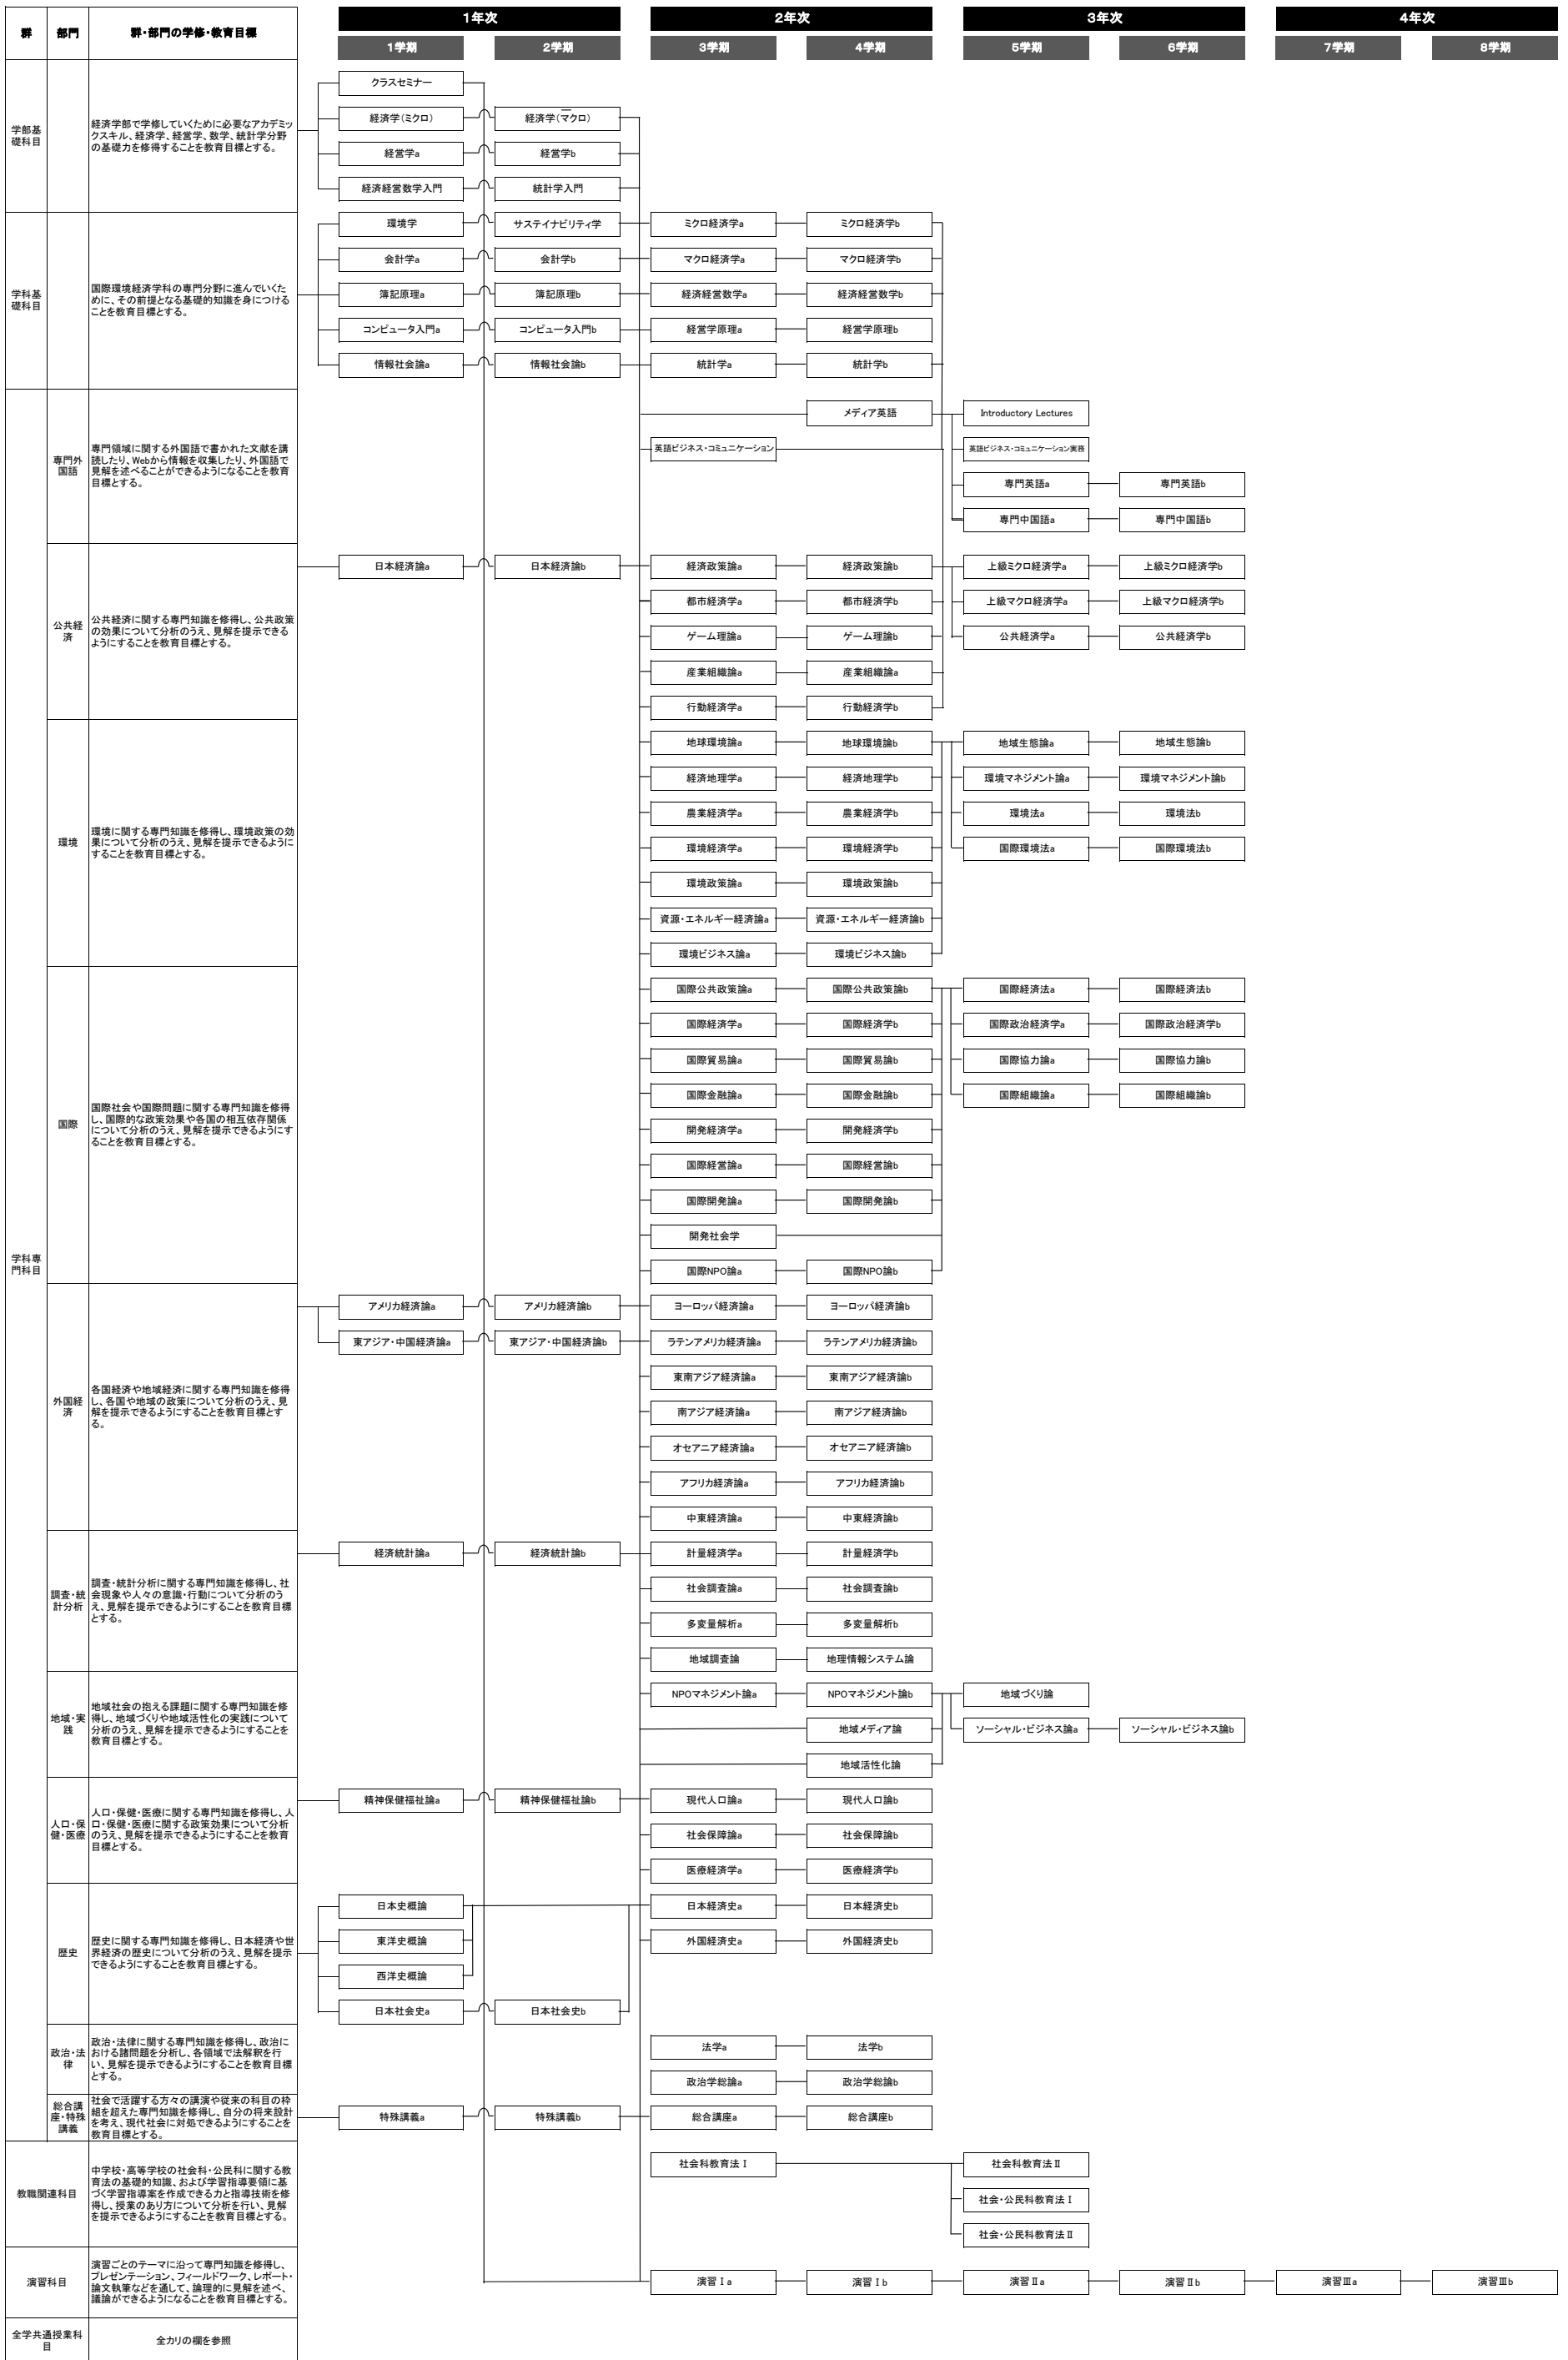 群 部門 群・部門の学修・教育目標 1年次 2年次 3年次 4年次
1学期 2学期 3学期 4学期 5学期 6学期 7学期 8学期
学部基
礎科目
経済学部で学修していくために必要なアカデミッ
クスキル、経済学、経営学、数学、統計学分野
の基礎力を修得することを教育目標とする。
クラスセミナー
経済学(ミクロ) 経済学(マクロ)
経営学a 経営学b
経済経営数学入門 統計学入門
学科基
礎科目
国際環境経済学科の専門分野に進んでいくた
めに、その前提となる基礎的知識を身につける
ことを教育目標とする。
環境学 サステイナビリティ学 ミクロ経済学a ミクロ経済学b
会計学a 会計学b マクロ経済学a マクロ経済学b
簿記原理a 簿記原理b 経済経営数学a 経済経営数学b
コンピュータ入門a コンピュータ入門b 経営学原理a 経営学原理b
情報社会論a 情報社会論b 統計学a 統計学b
学科専
門科目
専門外
国語
専門領域に関する外国語で書かれた文献を講
読したり、Webから情報を収集したり、外国語で
見解を述べることができるようになることを教育
目標とする。
メディア英語 Introductory Lectures
英語ビジネス・コミュニケーション 英語ビジネス・コミュニケーション実務
専門英語a 専門英語b
専門中国語a 専門中国語b
公共経
済
公共経済に関する専門知識を修得し、公共政策
の効果について分析のうえ、見解を提示できる
ようにすることを教育目標とする。
日本経済論a 日本経済論b 経済政策論a 経済政策論b 上級ミクロ経済学a 上級ミクロ経済学b
都市経済学a 都市経済学b 上級マクロ経済学a 上級マクロ経済学b
ゲーム理論a ゲーム理論b 公共経済学a 公共経済学b
産業組織論a 産業組織論a
行動経済学a 行動経済学b
環境
環境に関する専門知識を修得し、環境政策の効
果について分析のうえ、見解を提示できるように
することを教育目標とする。
地球環境論a 地球環境論b 地域生態論a 地域生態論b
経済地理学a 経済地理学b 環境マネジメント論a 環境マネジメント論b
農業経済学a 農業経済学b 環境法a 環境法b
環境経済学a 環境経済学b 国際環境法a 国際環境法b
環境政策論a 環境政策論b
資源・エネルギー経済論a 資源・エネルギー経済論b
環境ビジネス論a 環境ビジネス論b
国際
国際社会や国際問題に関する専門知識を修得
し、国際的な政策効果や各国の相互依存関係
について分析のうえ、見解を提示できるようにす
ることを教育目標とする。
国際公共政策論a 国際公共政策論b 国際経済法a 国際経済法b
国際経済学a 国際経済学b 国際政治経済学a 国際政治経済学b
国際貿易論a 国際貿易論b 国際協力論a 国際協力論b
国際金融論a 国際金融論b 国際組織論a 国際組織論b
開発経済学a 開発経済学b
国際経営論a 国際経営論b
国際開発論a 国際開発論b
開発社会学
国際NPO論a 国際NPO論b
外国経
済
各国経済や地域経済に関する専門知識を修得
し、各国や地域の政策について分析のうえ、見
解を提示できるようにすることを教育目標とす
る。
アメリカ経済論a アメリカ経済論b ヨーロッパ経済論a ヨーロッパ経済論b
東アジア・中国経済論a 東アジア・中国経済論b ラテンアメリカ経済論a ラテンアメリカ経済論b
東南アジア経済論a 東南アジア経済論b
南アジア経済論a 南アジア経済論b
オセアニア経済論a オセアニア経済論b
アフリカ経済論a アフリカ経済論b
中東経済論a 中東経済論b
調査・統
計分析
調査・統計分析に関する専門知識を修得し、社
会現象や人々の意識・行動について分析のう
え、見解を提示できるようにすることを教育目標
とする。
経済統計論a 経済統計論b 計量経済学a 計量経済学b
社会調査論a 社会調査論b
多変量解析a 多変量解析b
地域調査論 地理情報システム論
地域・実
践
地域社会の抱える課題に関する専門知識を修
得し、地域づくりや地域活性化の実践について
分析のうえ、見解を提示できるようにすることを
教育目標とする。
NPOマネジメント論a NPOマネジメント論b 地域づくり論
地域メディア論 ソーシャル・ビジネス論a ソーシャル・ビジネス論b
地域活性化論
人口・保
健・医療
人口・保健・医療に関する専門知識を修得し、人
口・保健・医療に関する政策効果について分析
のうえ、見解を提示できるようにすることを教育
目標とする。
精神保健福祉論a 精神保健福祉論b 現代人口論a 現代人口論b
社会保障論a 社会保障論b
医療経済学a 医療経済学b
歴史
歴史に関する専門知識を修得し、日本経済や世
界経済の歴史について分析のうえ、見解を提示
できるようにすることを教育目標とする。
日本史概論 日本経済史a 日本経済史b
東洋史概論 外国経済史a 外国経済史b
西洋史概論
日本社会史a 日本社会史b
政治・法
律
政治・法律に関する専門知識を修得し、政治に
おける諸問題を分析し、各領域で法解釈を行
い、見解を提示できるようにすることを教育目標
とする。
法学a 法学b
政治学総論a 政治学総論b
総合講
座・特殊
講義
社会で活躍する方々の講演や従来の科目の枠
組を超えた専門知識を修得し、自分の将来設計
を考え、現代社会に対処できるようにすることを
教育目標とする。
特殊講義a 特殊講義b 総合講座a 総合講座b
教職関連科目
中学校・高等学校の社会科・公民科に関する教
育法の基礎的知識、および学習指導要領に基
づく学習指導案を作成できる力と指導技術を修
得し、授業のあり方について分析を行い、見解
を提示できるようにすることを教育目標とする。
社会科教育法Ⅰ 社会科教育法Ⅱ
社会・公民科教育法Ⅰ
社会・公民科教育法Ⅱ
演習科目
演習ごとのテーマに沿って専門知識を修得し、
プレゼンテーション、フィールドワーク、レポート・
論文執筆などを通して、論理的に見解を述べ、
議論ができるようになることを教育目標とする。
演習Ⅰa 演習Ⅰb 演習Ⅱa 演習Ⅱb 演習Ⅲa 演習Ⅲb
全学共通授業科
目
全カリの欄を参照